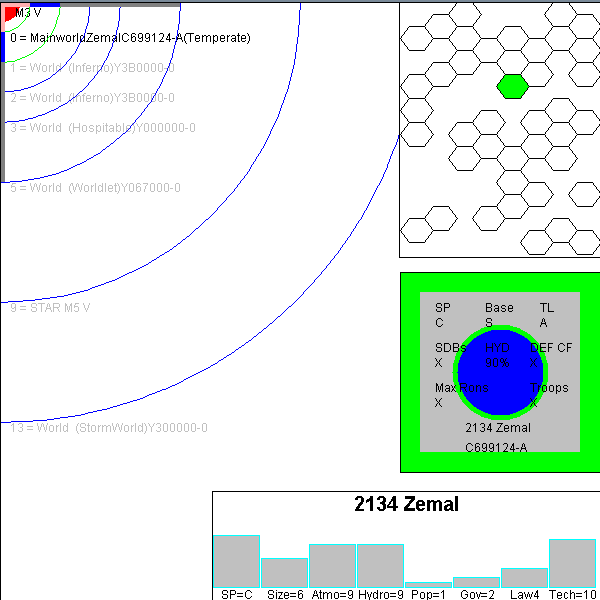 M3 V
0 = MainworldZemalC699124-A(Temperate)
1 = World (Inferno)Y3B0000-0
2 = World (Inferno)Y3B0000-0
3 = World (Hospitable)Y000000-0
5 = World (Worldlet)Y067000-0
9 = STAR M5 V
13 = World (StormWorld)Y300000-0
SP Base TL
C S A
SDBs HYD DEF CF
X 90% X
Max Troops
X X
2134 Zemal
C699124-A
2134 Zemal
SP=C Size=6 Atmo=9 Hydro=9 Pop=1 Gov=2 Law4 Tech=10